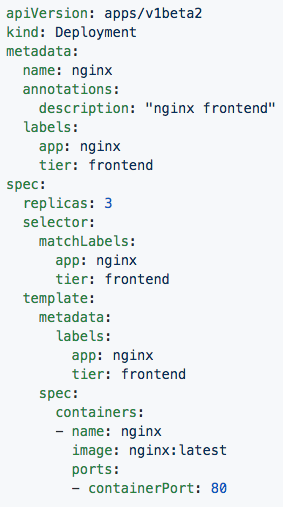 apiVersion: apps/v1beta2
kind: Deployment
metadata:
  name: nginx
  annotations:
    description: "nginx frontend"
  labels:
    app: nginx
    tier: frontend
spec:
  replicas: 3
  selector:
    matchLabels:
      app: nginx
      tier: frontend
  template:
    metadata:
      labels:
        app: nginx
        tier: frontend
    spec:
      containers:
      - name: nginx
        image: nginx:latest
        ports:
        - containerPort: 80